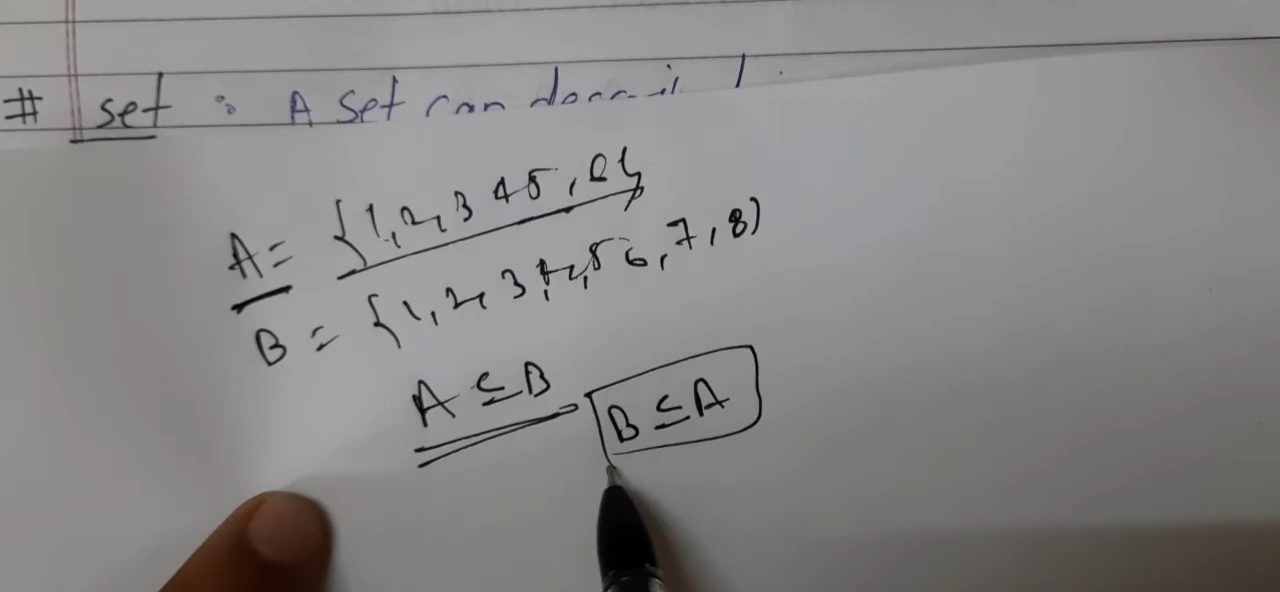 # set : A set can
A = {1, 2, 3 4 5, 6}
B = {1, 2, 3, 4, 5 6, 7, 8}
A ⊆ B
B ⊆ A